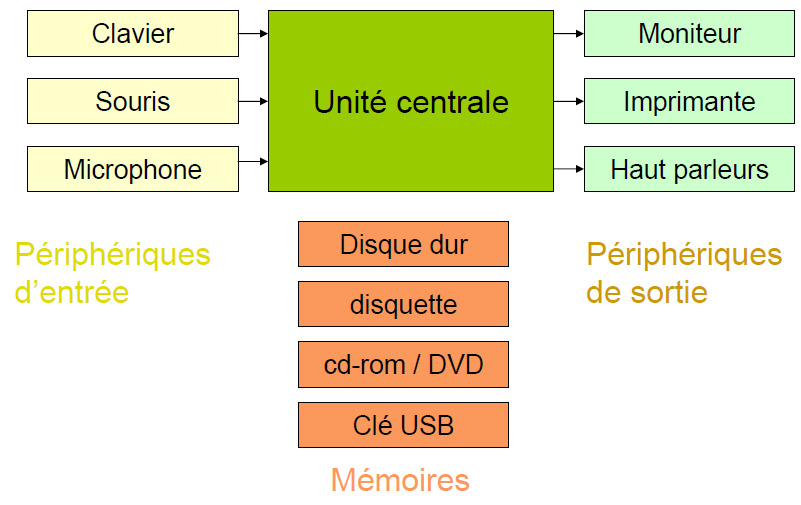 Clavier
Souris
Microphone
Unité centrale
Moniteur
Imprimante
Haut parleurs
Périphériques
d'entrée
Disque dur
disquette
cd-rom / DVD
Clé USB
Mémoires
Périphériques
de sortie